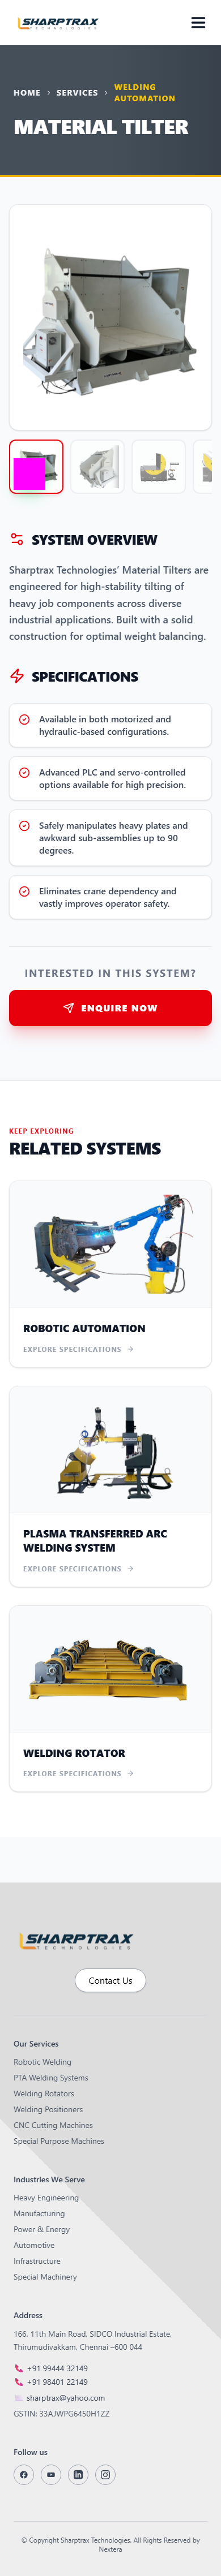 SHARPTRAX
TECHNOLOGIES
HOME > SERVICES > WELDING
AUTOMATION
MATERIAL TILTER
SYSTEM OVERVIEW
Sharptrax Technologies' Material Tilters are
engineered for high-stability tilting of
heavy job components across diverse
industrial applications. Built with a solid
construction for optimal weight balancing.
SPECIFICATIONS
Available in both motorized and
hydraulic-based configurations.
Advanced PLC and servo-controlled
options available for high precision.
Safely manipulates heavy plates and
awkward sub-assemblies up to 90
degrees.
Eliminates crane dependency and
vastly improves operator safety.
INTERESTED IN THIS SYSTEM?
ENQUIRE NOW
KEEP EXPLORING
RELATED SYSTEMS
ROBOTIC AUTOMATION
EXPLORE SPECIFICATIONS →
PLASMA TRANSFERRED ARC
WELDING SYSTEM
EXPLORE SPECIFICATIONS →
WELDING ROTATOR
EXPLORE SPECIFICATIONS →
SHARPTRAX
TECHNOLOGIES
Contact Us
Our Services
Robotic Welding
PTA Welding Systems
Welding Rotators
Welding Positioners
CNC Cutting Machines
Special Purpose Machines
Industries We Serve
Heavy Engineering
Manufacturing
Power & Energy
Automotive
Infrastructure
Special Machinery
Address
166, 11th Main Road, SIDCO Industrial Estate,
Thirumudivakkam, Chennai –600 044
+91 99444 32149
+91 98401 22149
sharptrax@yahoo.com
GSTIN: 33AJWPG6450H1ZZ
Follow us
© Copyright Sharptrax Technologies. All Rights Reserved by
Nextera